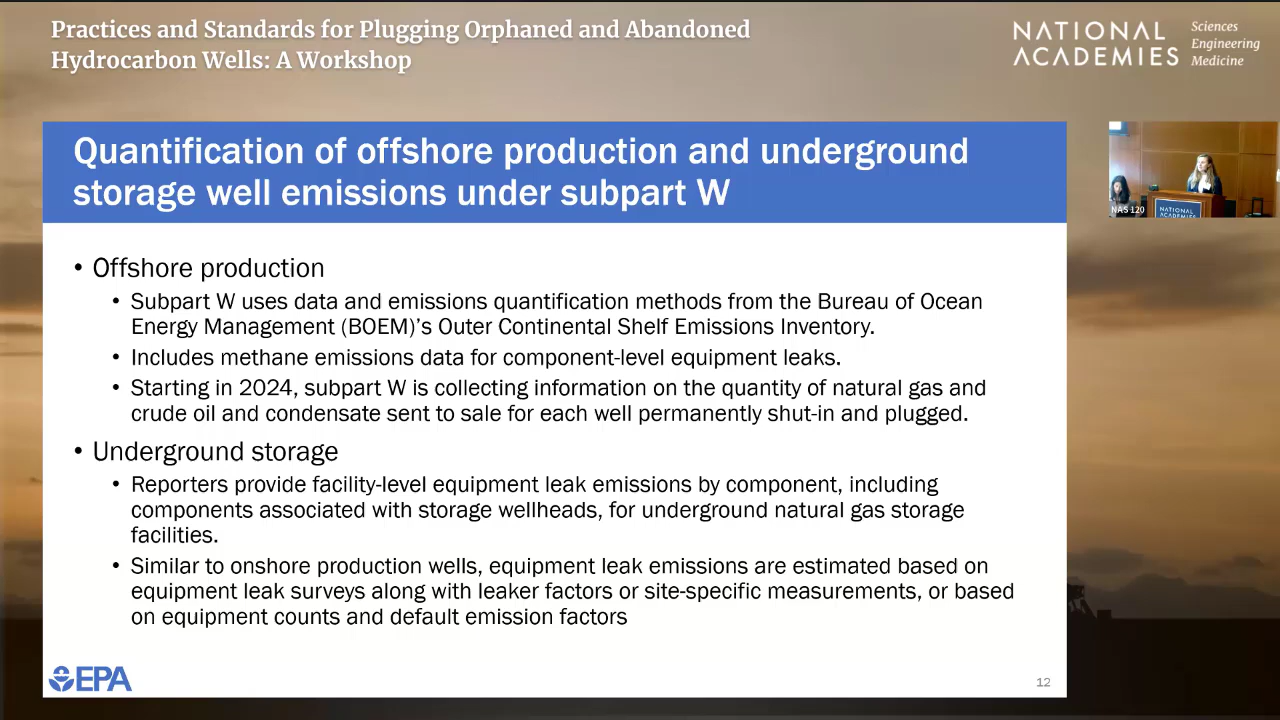 Practices and Standards for Plugging Orphaned and Abandoned
Hydrocarbon Wells: A Workshop
NATIONAL
ACADEMIES
Sciences
Engineering
Medicine
Quantification of offshore production and underground
storage well emissions under subpart W
• Offshore production
• Subpart W uses data and emissions quantification methods from the Bureau of Ocean
Energy Management (BOEM)’s Outer Continental Shelf Emissions Inventory.
• Includes methane emissions data for component-level equipment leaks.
• Starting in 2024, subpart W is collecting information on the quantity of natural gas and
crude oil and condensate sent to sale for each well permanently shut-in and plugged.
• Underground storage
• Reporters provide facility-level equipment leak emissions by component, including
components associated with storage wellheads, for underground natural gas storage
facilities.
• Similar to onshore production wells, equipment leak emissions are estimated based on
equipment leak surveys along with leaker factors or site-specific measurements, or based
on equipment counts and default emission factors
EPA
12
NAS 120
NATIONAL
ACADEMIES